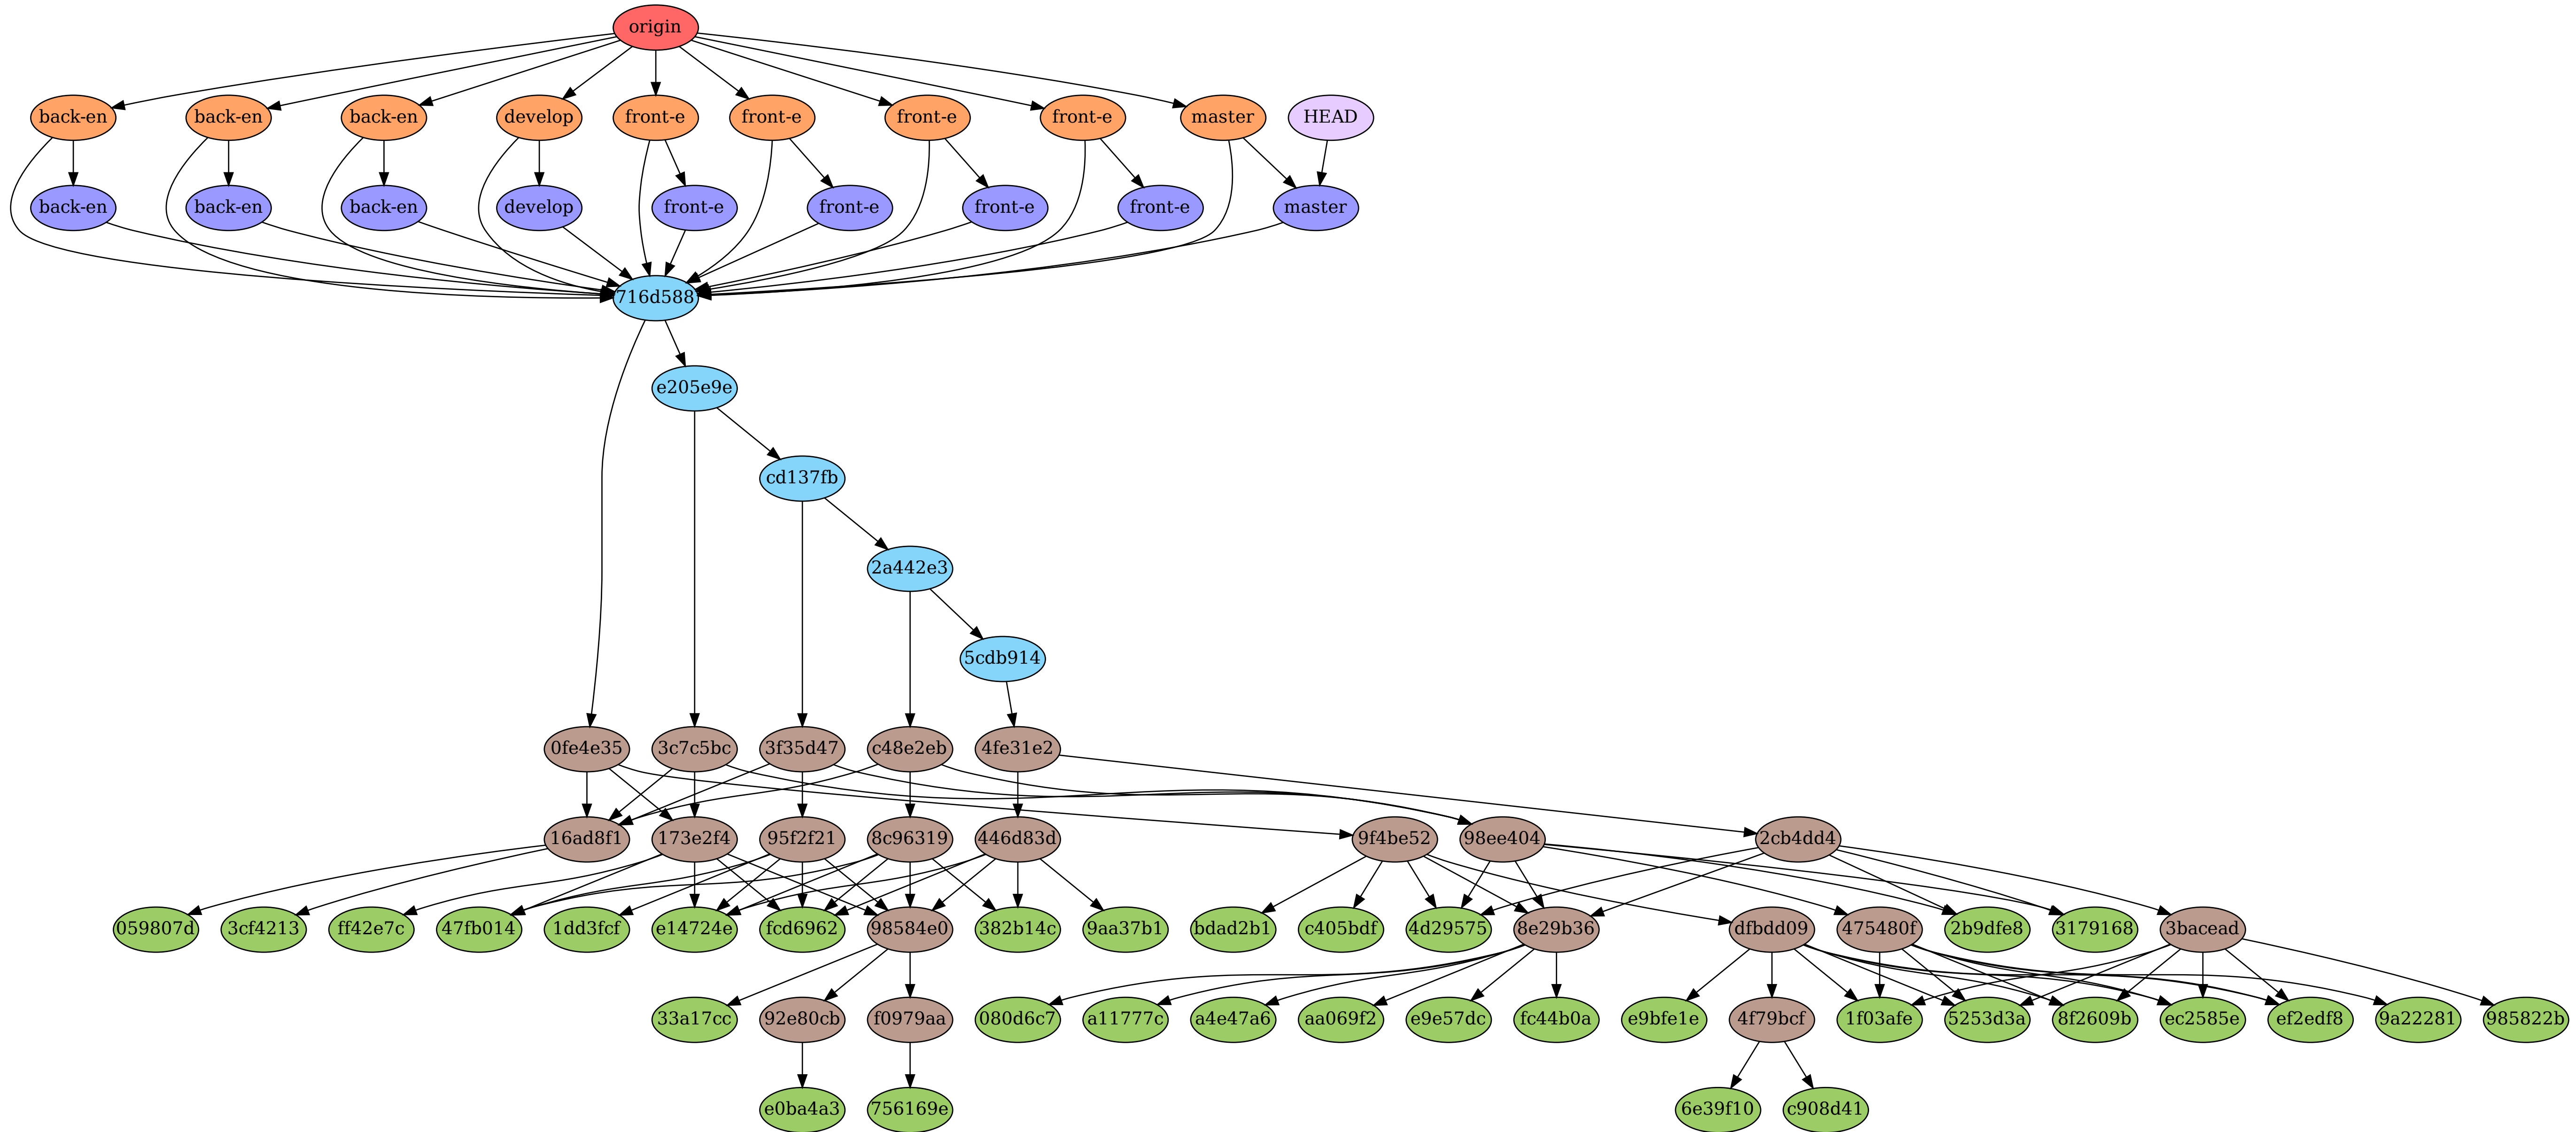 origin
back-en
back-en
back-en
develop
front-e
front-e
front-e
front-e
master
HEAD
back-en
back-en
back-en
develop
front-e
front-e
front-e
front-e
master
716d588
e205e9e
cd137fb
2a442e3
5cdb914
0fe4e35
3c7c5bc
3f35d47
c48e2eb
4fe31e2
16ad8f1
173e2f4
95f2f21
8c96319
446d83d
9f4be52
98ee404
2cb4dd4
059807d
3cf4213
ff42e7c
47fb014
1dd3fcf
e14724e
fcd6962
98584e0
382b14c
9aa37b1
bdad2b1
c405bdf
4d29575
8e29b36
dfbdd09
475480f
2b9dfe8
3179168
3bacead
33a17cc
92e80cb
f0979aa
080d6c7
a11777c
a4e47a6
aa069f2
e9e57dc
fc44b0a
e9bfe1e
4f79bcf
1f03afe
5253d3a
8f2609b
ec2585e
ef2edf8
9a22281
985822b
e0ba4a3
756169e
6e39f10
c908d41